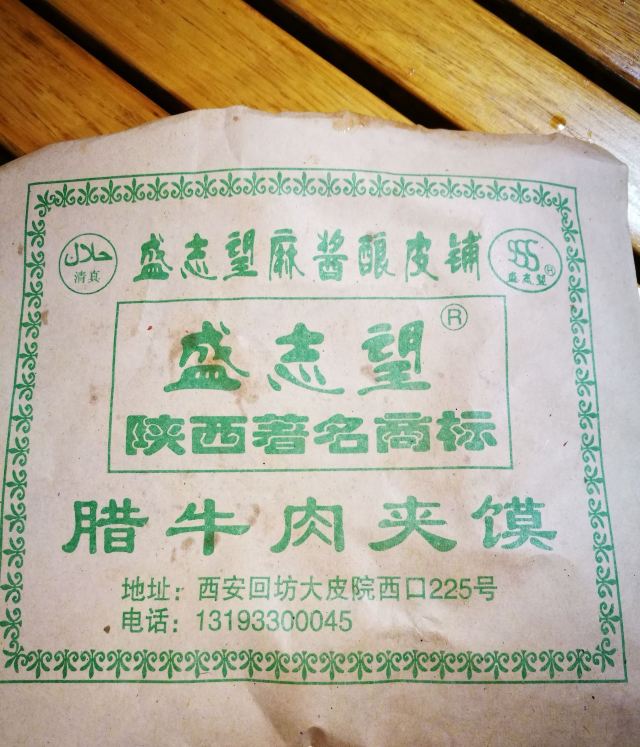 حلال
清真
盛志望麻酱酿皮铺
SSS
盛志望®
盛志望®
陕西著名商标
腊牛肉夹馍
地址：西安回坊大皮院西口225号
电话：13193300045